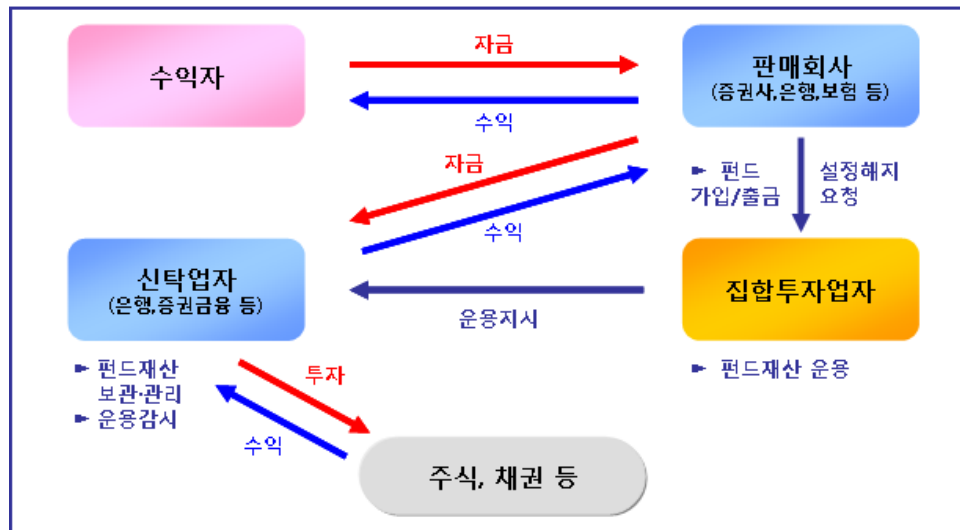 수익자
자금
수익
판매회사
(증권사,은행,보험 등)
자금
수익
► 펀드
가입/출금
설정해지
요청
신탁업자
(은행,증권금융 등)
운용지시
집합투자업자
► 펀드재산
보관·관리
► 운용감시
투자
수익
► 펀드재산 운용
주식, 채권 등